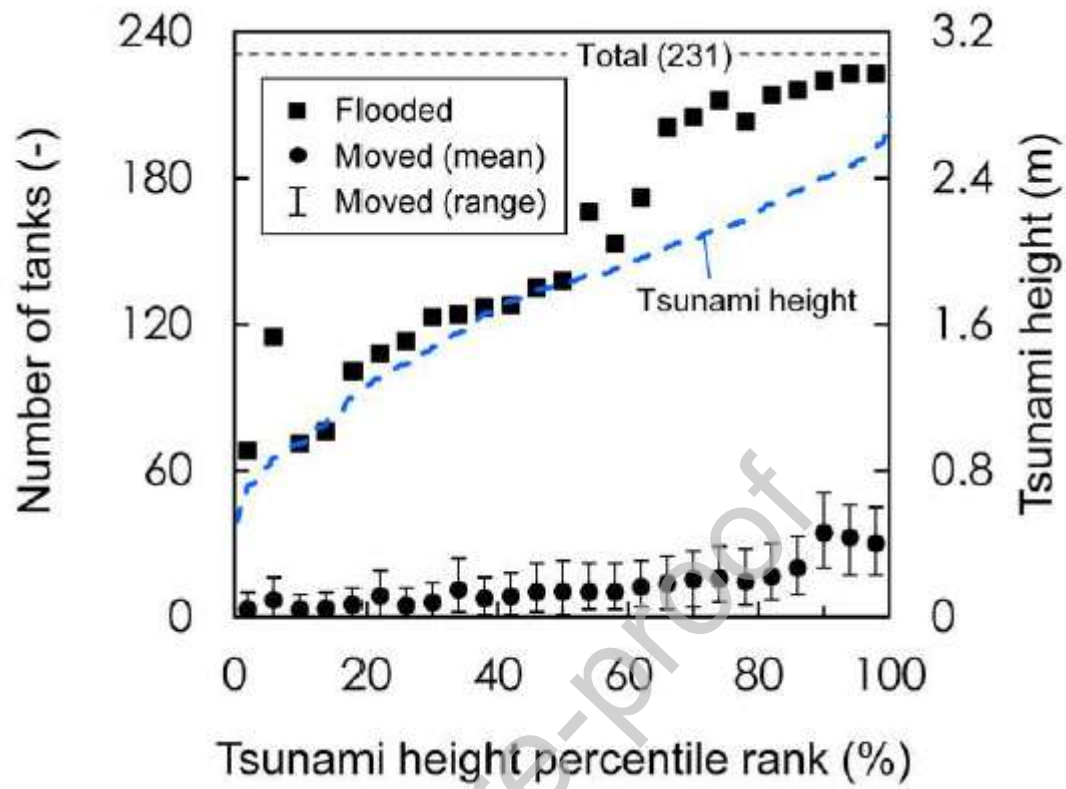 240
180
120
60
0
Number of tanks (-)
3.2
2.4
1.6
0.8
0
Tsunami height (m)
Total (231)
Flooded
Moved (mean)
Moved (range)
Tsunami height
0 20 40 60 80 100
Tsunami height percentile rank (%)
e-proof